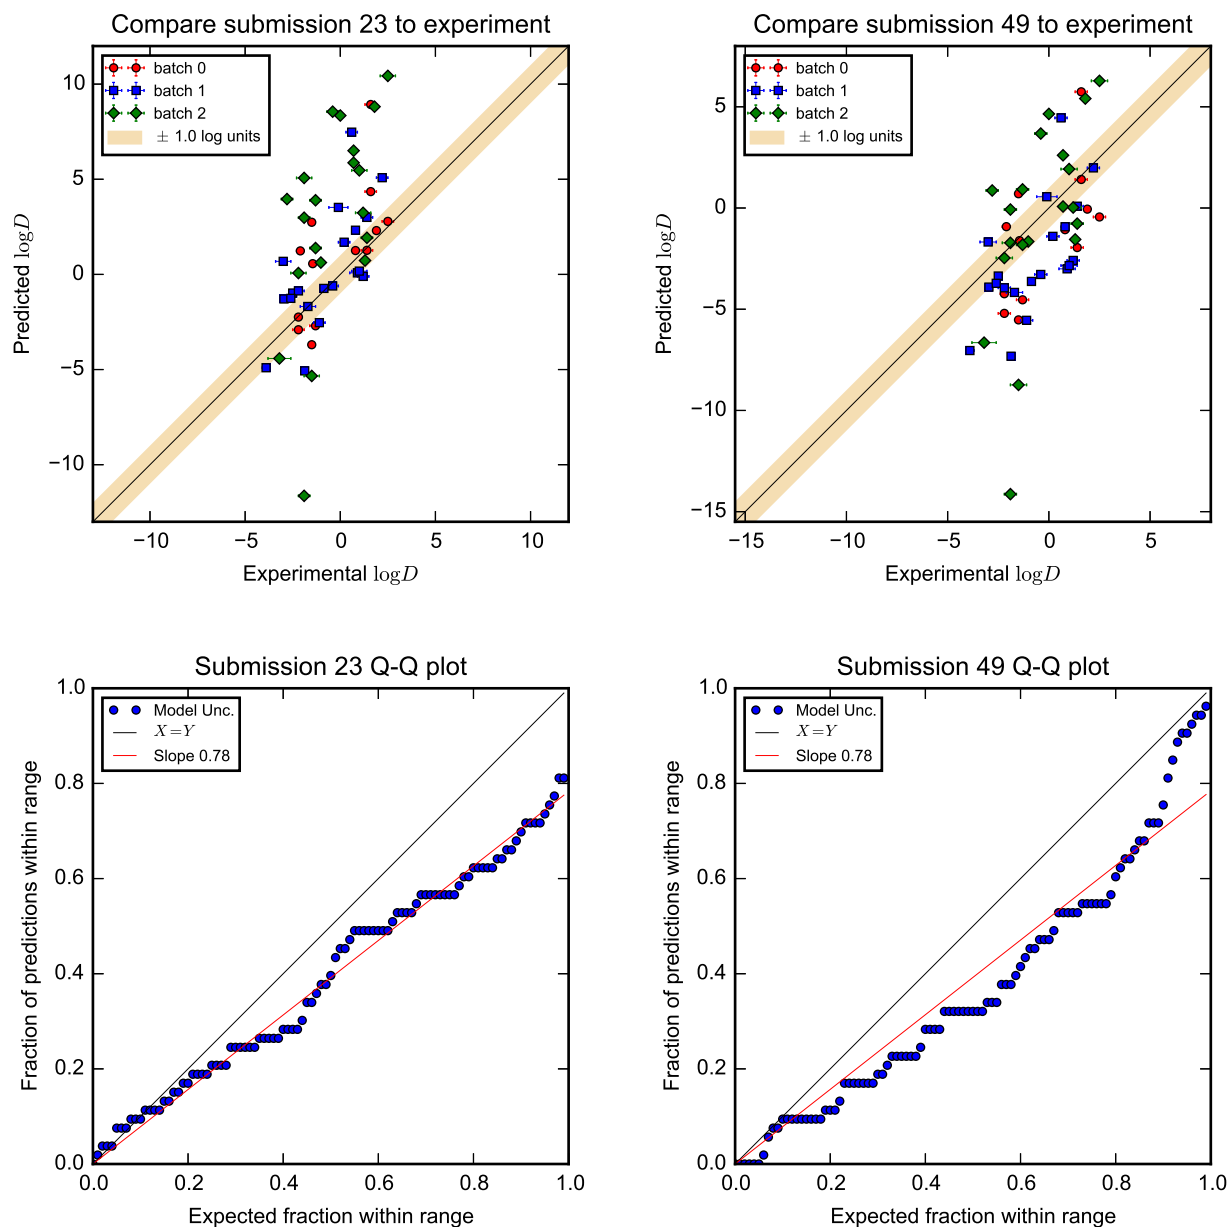 Compare submission 23 to experiment
batch 0
batch 1
batch 2
± 1.0 log units
10
5
0
−5
−10
−10
−5
0
5
10
Predicted logD
Experimental logD
Compare submission 49 to experiment
batch 0
batch 1
batch 2
± 1.0 log units
5
0
−5
−10
−15
−15
−10
−5
0
5
Predicted logD
Experimental logD
Submission 23 Q-Q plot
Model Unc.
X=Y
Slope 0.78
1.0
0.8
0.6
0.4
0.2
0.0
0.0
0.2
0.4
0.6
0.8
1.0
Fraction of predictions within range
Expected fraction within range
Submission 49 Q-Q plot
Model Unc.
X=Y
Slope 0.78
1.0
0.8
0.6
0.4
0.2
0.0
0.0
0.2
0.4
0.6
0.8
1.0
Fraction of predictions within range
Expected fraction within range